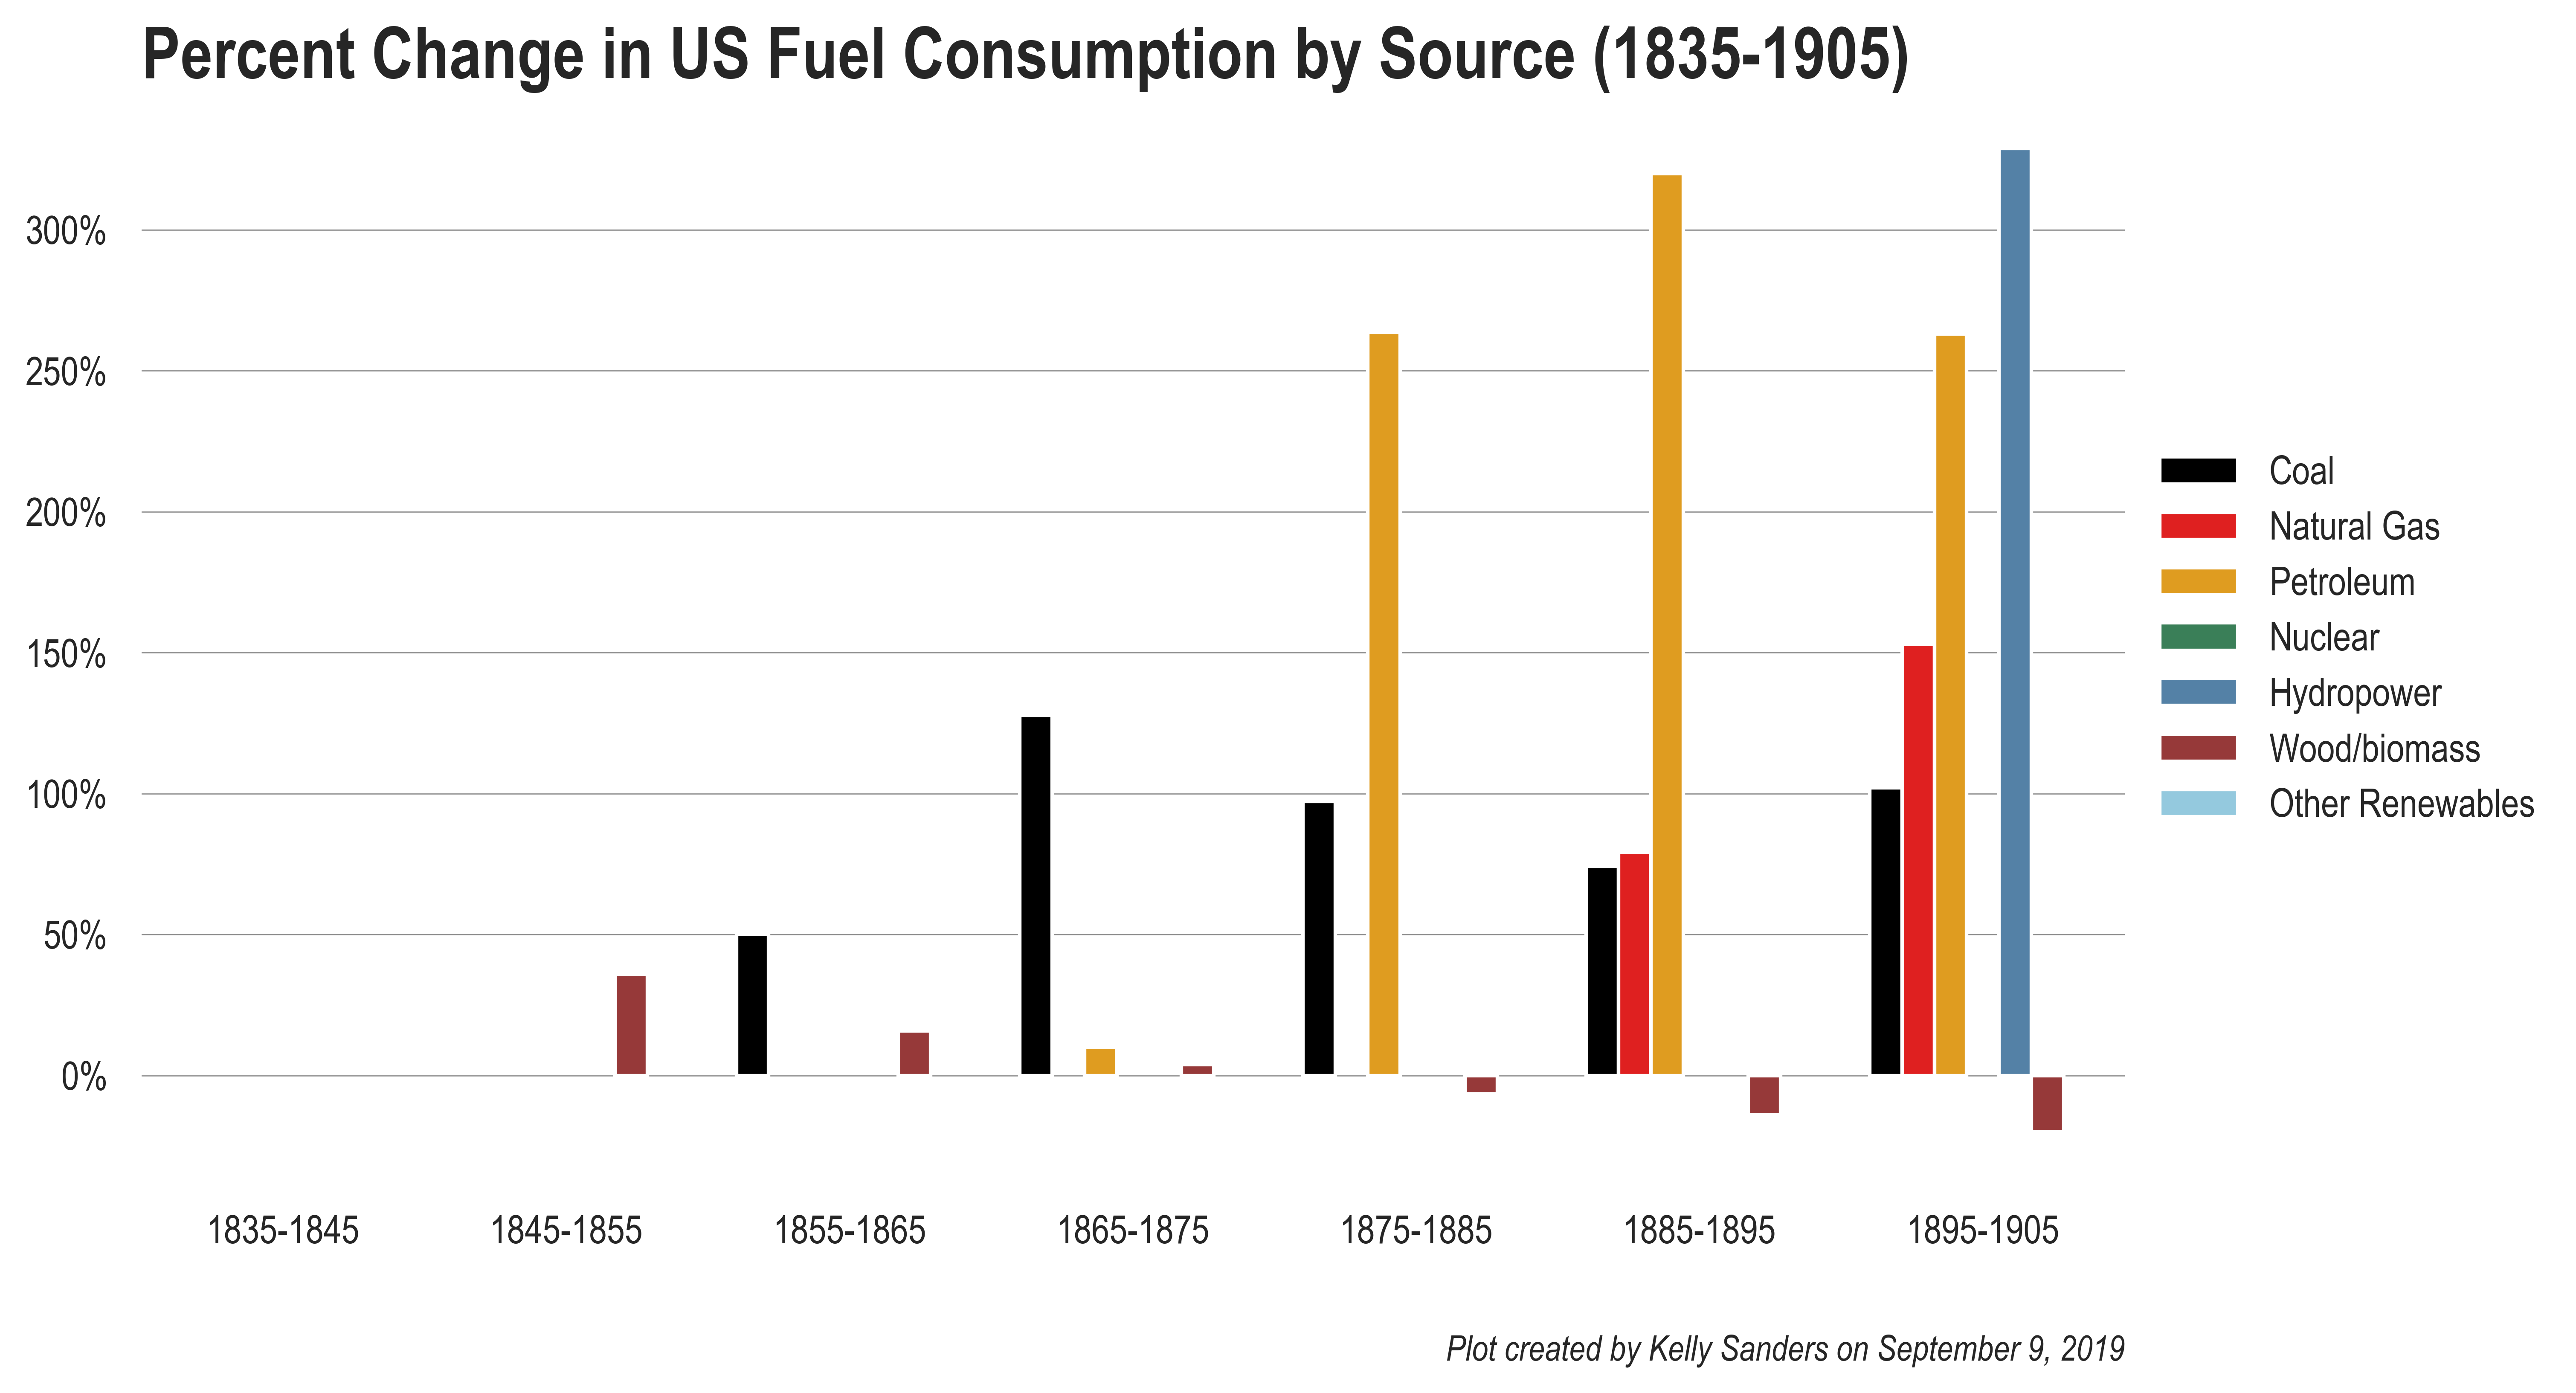 Percent Change in US Fuel Consumption by Source (1835-1905)
300%
250%
200%
150%
100%
50%
0%
Coal
Natural Gas
Petroleum
Nuclear
Hydropower
Wood/biomass
Other Renewables
1835-1845
1845-1855
1855-1865
1865-1875
1875-1885
1885-1895
1895-1905
Plot created by Kelly Sanders on September 9, 2019